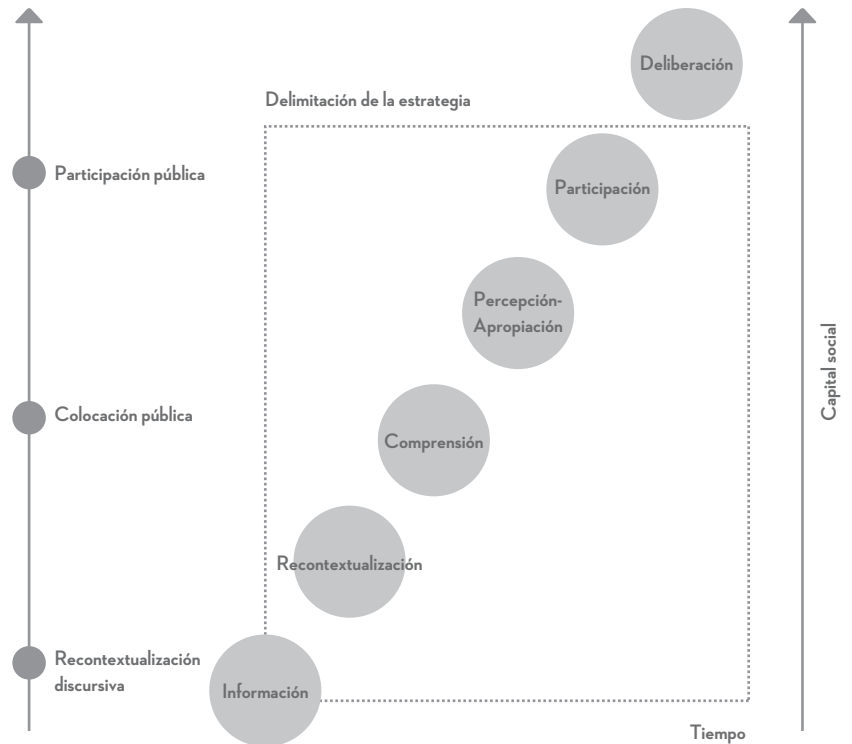 Deliberación
Delimitación de la estrategia
Participación pública
Participación
Percepción-
Apropiación
Capital social
Colocación pública
Comprensión
Recontextualización
Recontextualización
discursiva
Información
Tiempo